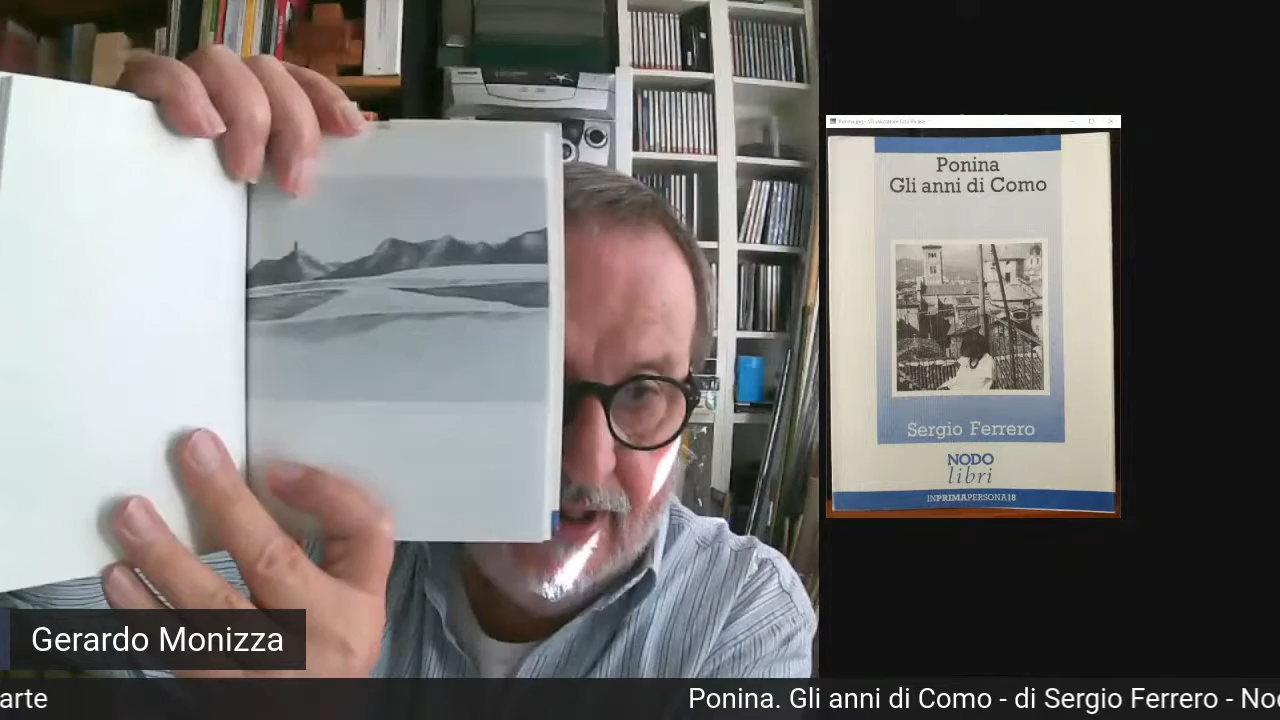 Ponina
Gli anni di Como
Sergio Ferrero
NODO
libri
INPRIMAPERSONA18
Gerardo Monizza
arte
Ponina. Gli anni di Como - di Sergio Ferrero - No